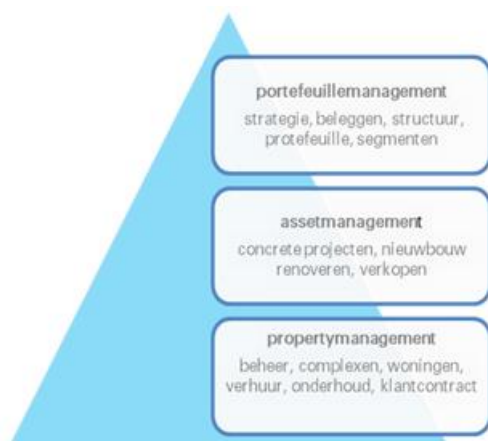 portefeuillemanagement
strategie, beleggen, structuur,
protefeuille, segmenten
assetmanagement
concrete projecten, nieuwbouw
renoveren, verkopen
propertymanagement
beheer, complexen, woningen,
verhuur, onderhoud, klantcontract